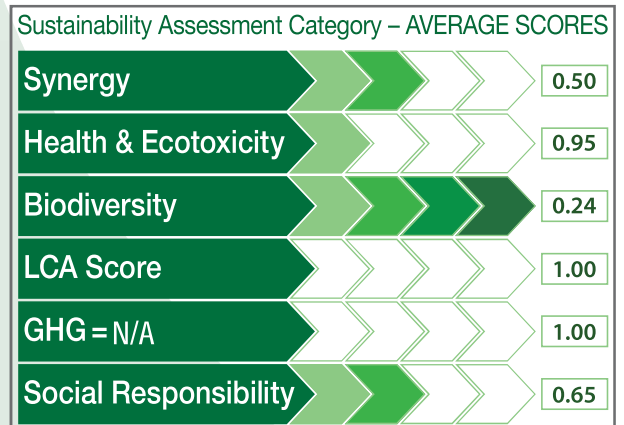 Sustainability Assessment Category – AVERAGE SCORES
Synergy 0.50
Health & Ecotoxicity 0.95
Biodiversity 0.24
LCA Score 1.00
GHG = N/A 1.00
Social Responsibility 0.65